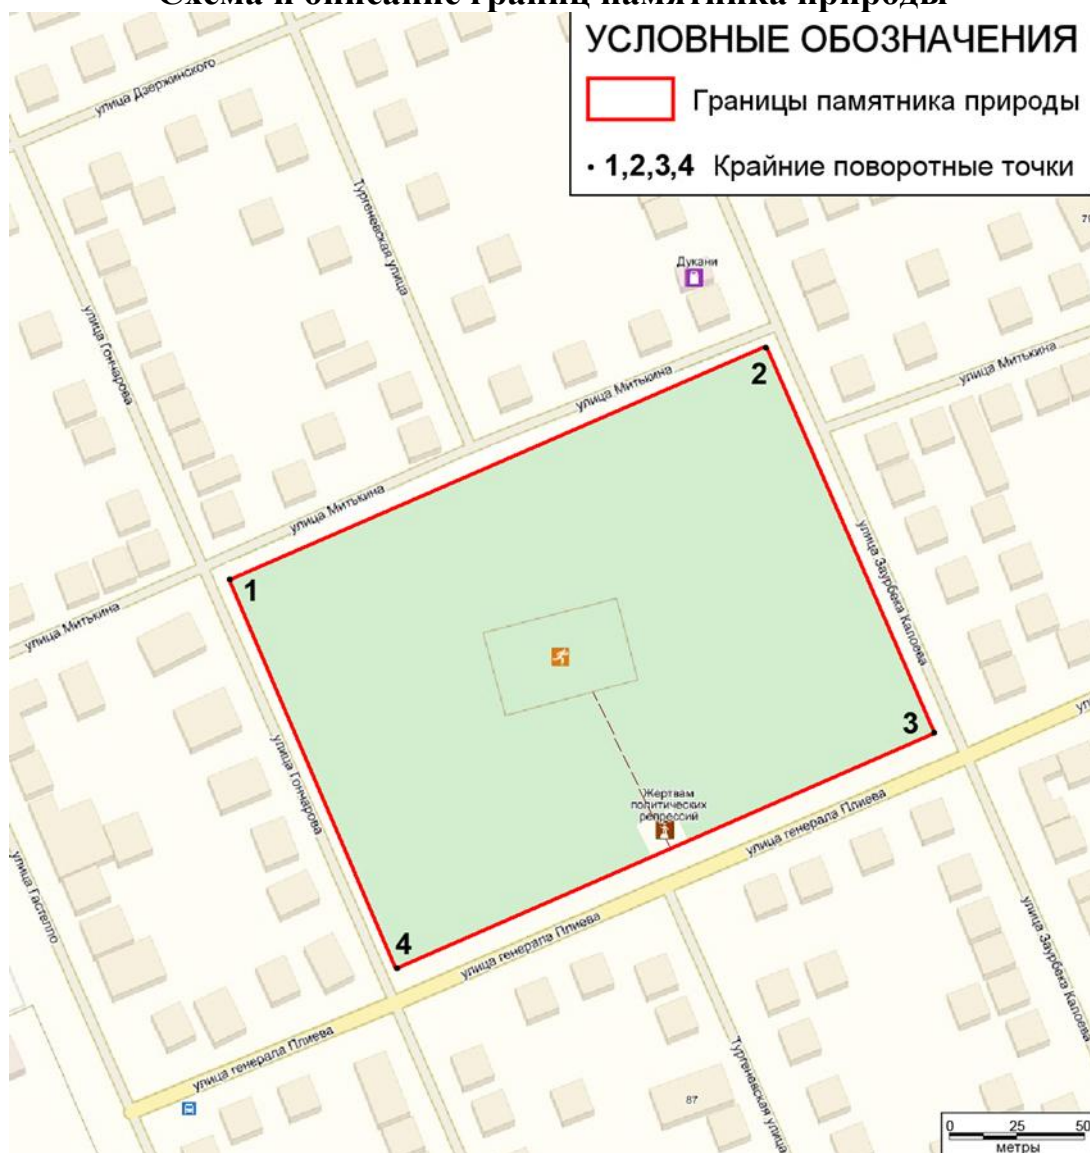 Схема и описание границ памятника природы
УСЛОВНЫЕ ОБОЗНАЧЕНИЯ
Границы памятника природы
· 1,2,3,4 Крайние поворотные точки
улица Дзержинского
Тургеневская улица
улица Гончарова
Дукани
улица Митькина
улица Митькина
2
улица Митькина
1
улица Митькина
улица Заурбека Калоева
3
улица Гончарова
Жертвам
политических
репрессий
улица генерала Плиева
улица Гастелло
4
улица генерала Плиева
улица Заурбека Калоева
улица генерала Плиева
Тургеневская улица
87
0 25 50
метры